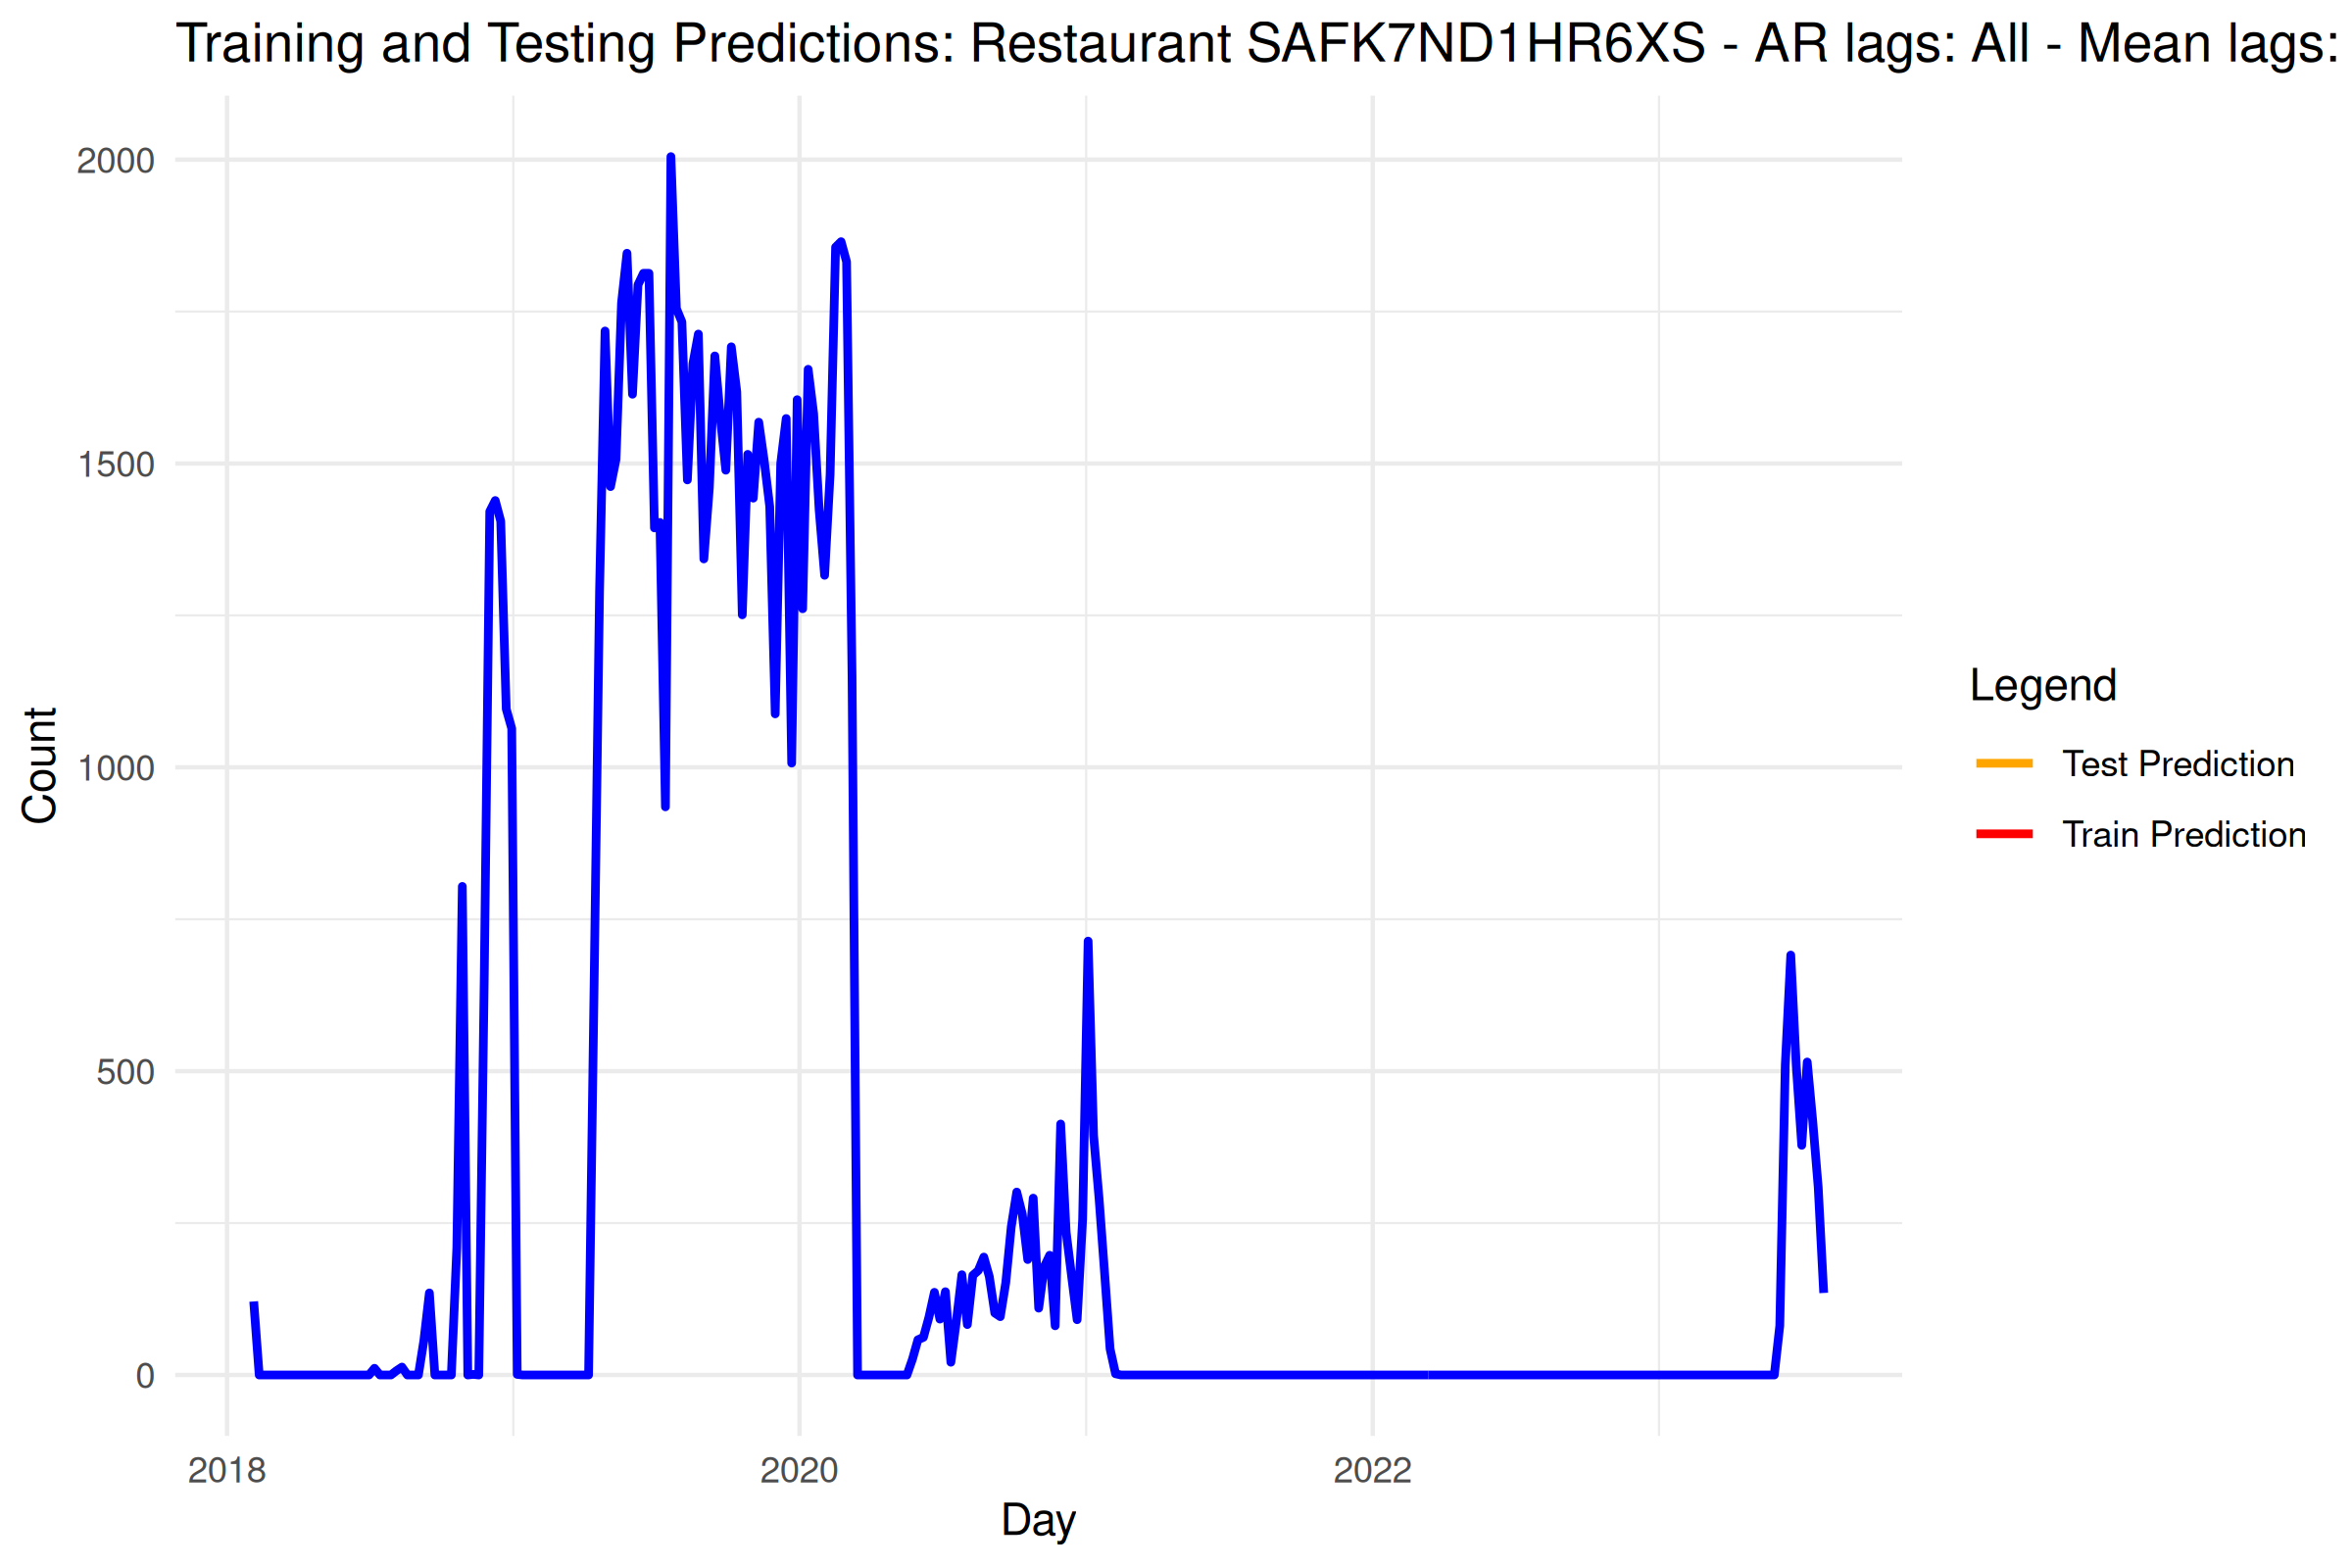 Training and Testing Predictions: Restaurant SAFK7ND1HR6XS - AR lags: All - Mean lags:
2000
1500
1000
500
0
Count
2018
2020
2022
Day
Legend
Test Prediction
Train Prediction